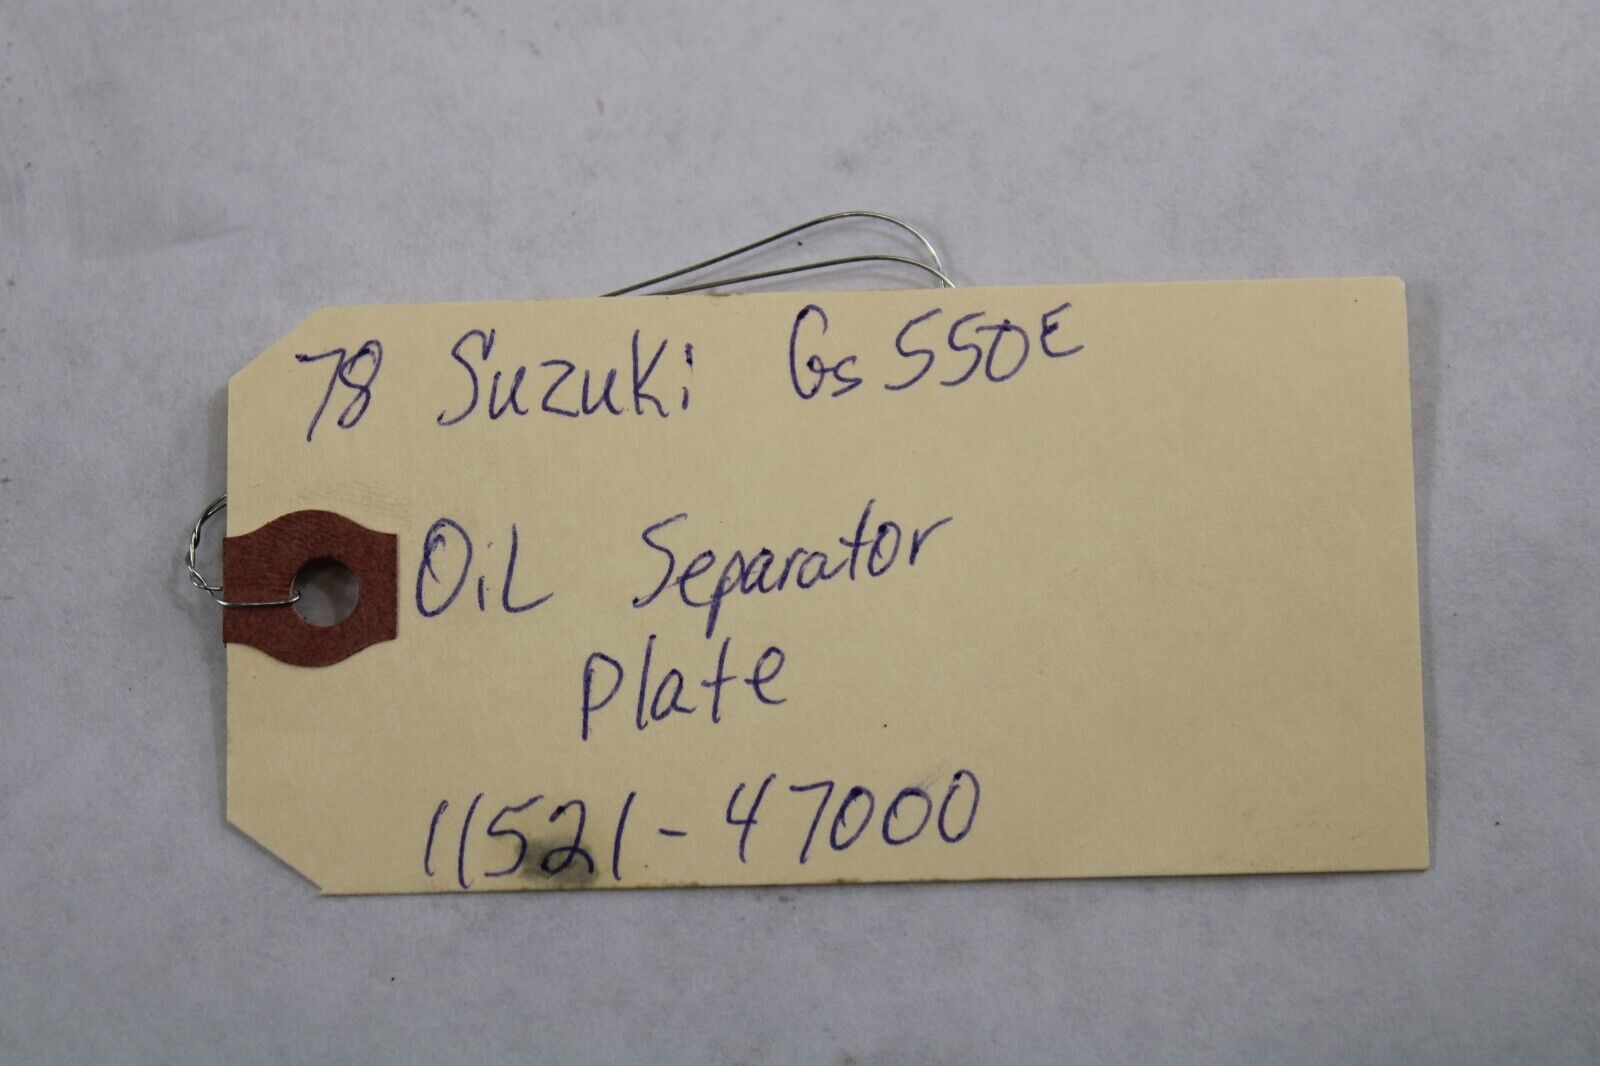 78 Suzuki GS550E
OiL Separator
Plate
11521-47000